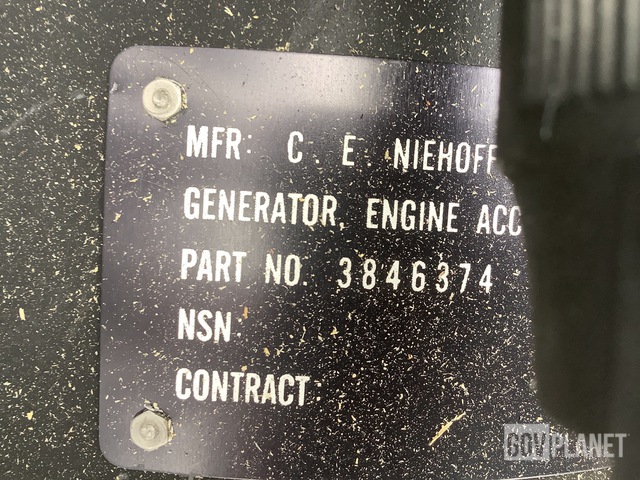 MFR: C. E. NIEHOFF
GENERATOR, ENGINE ACC
PART NO. 3846374
NSN:
CONTRACT:
GOVPLANET